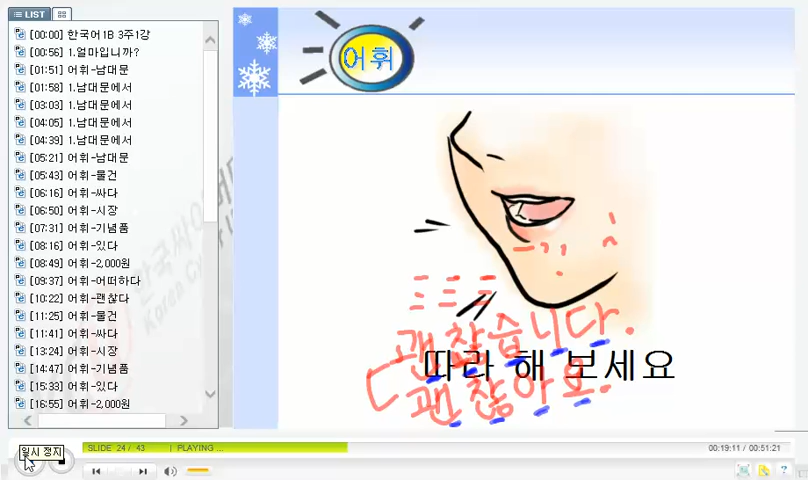 LIST
[00:00] 한국어1B 3주1강
[00:56] 1.얼마입니까?
[01:51] 어휘-남대문
[01:58] 1.남대문에서
[03:03] 1.남대문에서
[04:05] 1.남대문에서
[04:39] 1.남대문에서
[05:21] 어휘-남대문
[05:43] 어휘-물건
[06:16] 어휘-싸다
[06:50] 어휘-시장
[07:31] 어휘-기념품
[08:16] 어휘-있다
[08:49] 어휘-2,000원
[09:37] 어휘-어떠하다
[10:22] 어휘-괜찮다
[11:25] 어휘-물건
[11:41] 어휘-싸다
[13:24] 어휘-시장
[14:47] 어휘-기념품
[15:33] 어휘-있다
[16:55] 어휘-2,000원
어휘
괜찮습니다.
따라 해 보세요
괜찮아요.
일시 정지
SLIDE 24 / 43 | PLAYING ...
00:19:11 / 00:51:21